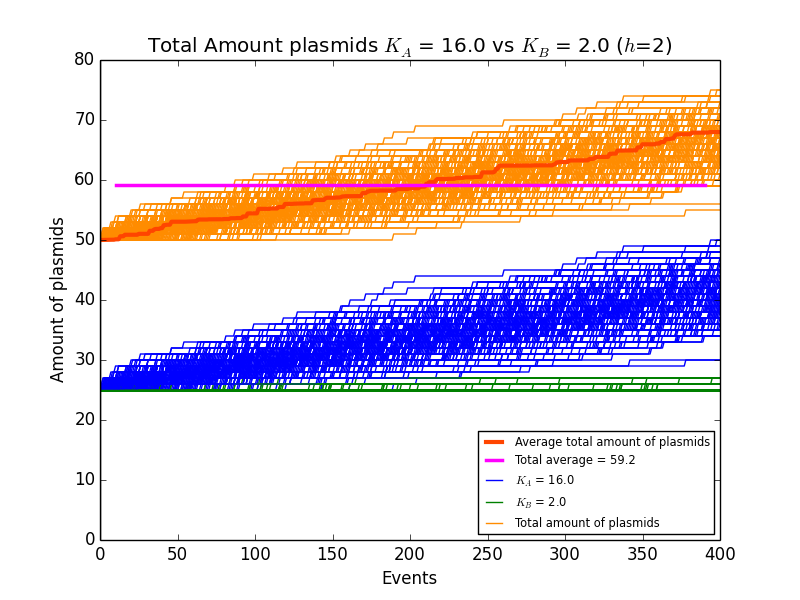 Total Amount plasmids K_A = 16.0 vs K_B = 2.0 (h=2)
80
70
60
50
40
30
20
10
0
Amount of plasmids
0 50 100 150 200 250 300 350 400
Events
Average total amount of plasmids
Total average = 59.2
K_A = 16.0
K_B = 2.0
Total amount of plasmids